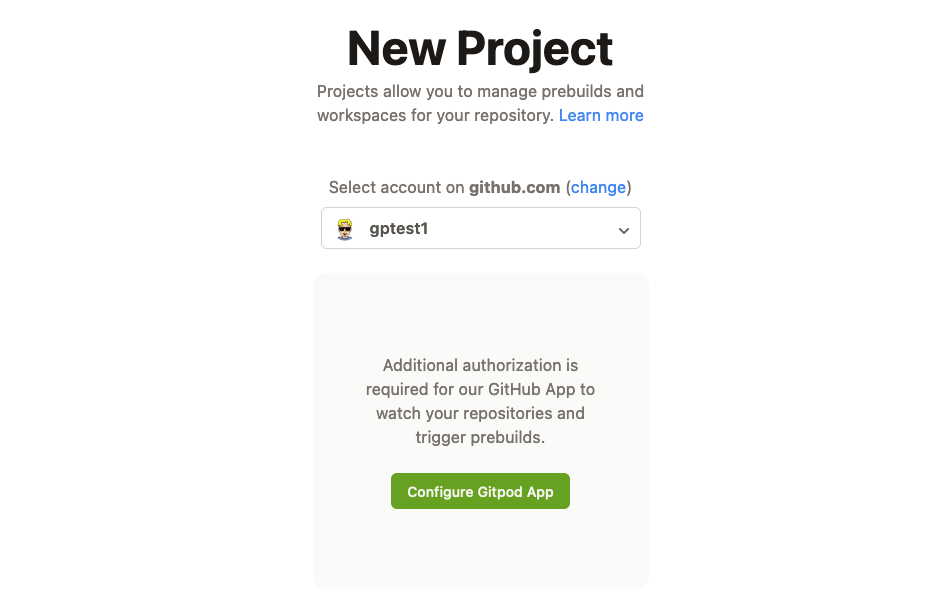 New Project
Projects allow you to manage prebuilds and
workspaces for your repository. Learn more
Select account on github.com (change)
gptest1
Additional authorization is
required for our GitHub App to
watch your repositories and
trigger prebuilds.
Configure Gitpod App